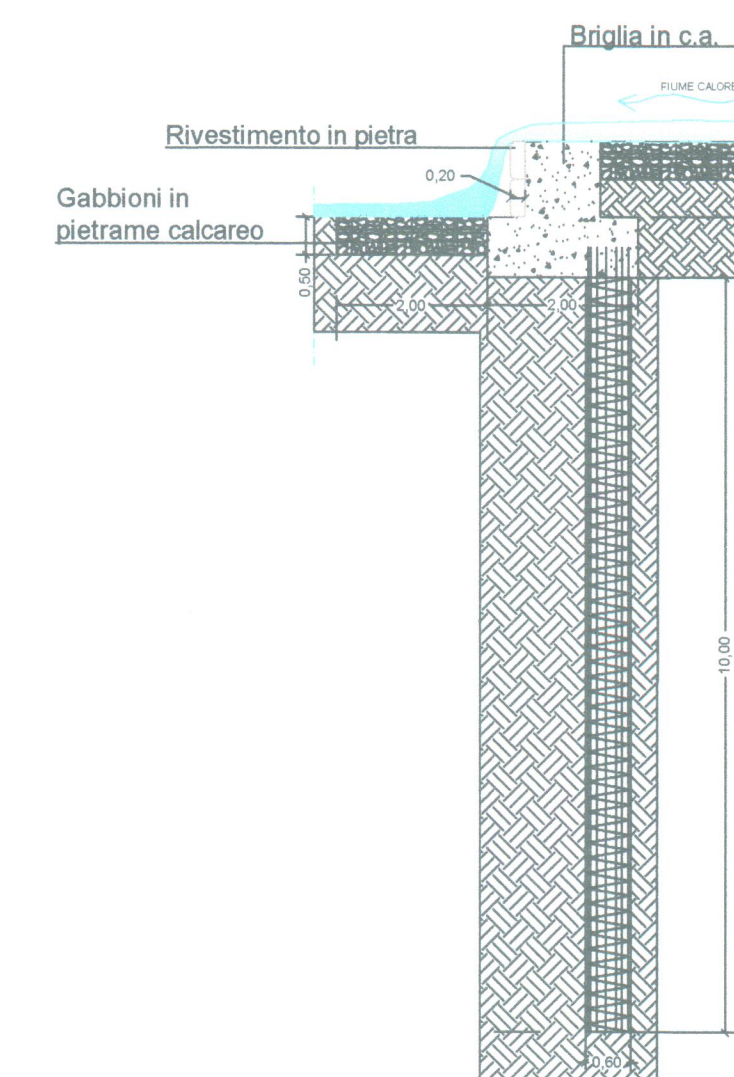 Briglia in c.a.
FIUME CALORE
Rivestimento in pietra
0,20
Gabbioni in
pietrame calcareo
0,50
2,00
2,00
10,00
0,60